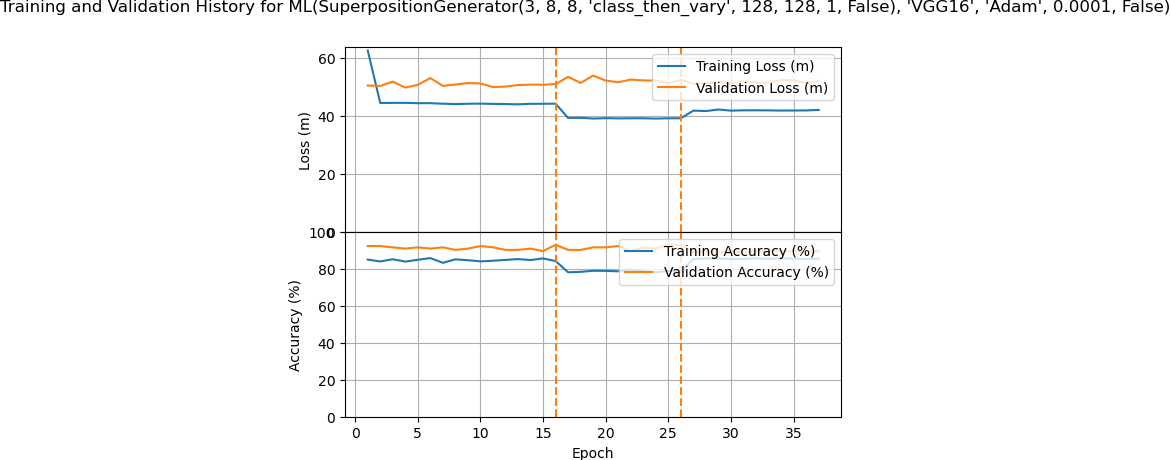 Training and Validation History for ML(SuperpositionGenerator(3, 8, 8, 'class_then_vary', 128, 128, 1, False), 'VGG16', 'Adam', 0.0001, False)
60
40
20
0
Loss (m)
Training Loss (m)
Validation Loss (m)
100
80
60
40
20
0
Accuracy (%)
Training Accuracy (%)
Validation Accuracy (%)
0 5 10 15 20 25 30 35
Epoch